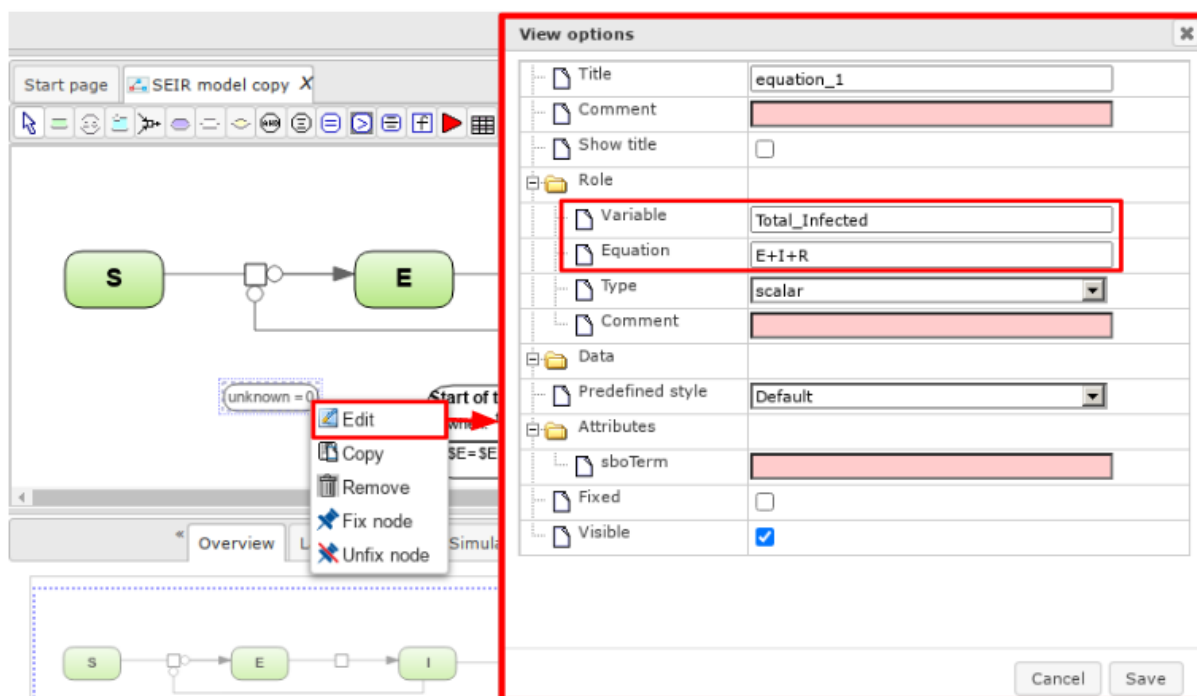 View options
Start page
SEIR model copy X
Title
equation_1
Comment
Show title
Role
Variable
Total_Infected
Equation
E+I+R
Type
scalar
Comment
Data
Predefined style
Default
Attributes
sboTerm
Fixed
Visible
Cancel
Save
S
E
unknown = 0
Start of t
$E=$E
Edit
Copy
Remove
Fix node
Unfix node
« Overview
L
Simula
S
E
I